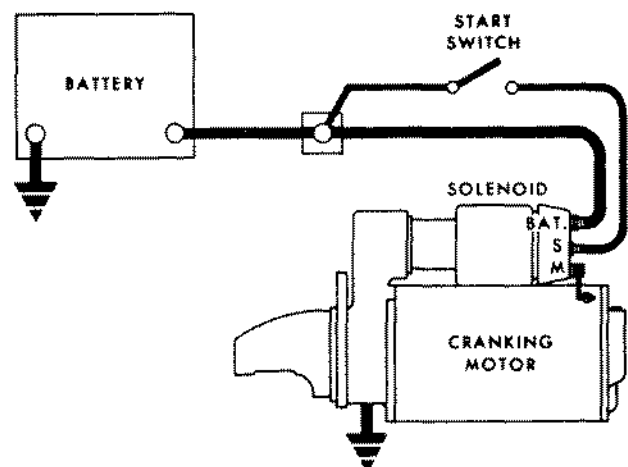 START
SWITCH
BATTERY
SOLENOID
BAT.
S
M
CRANKING
MOTOR